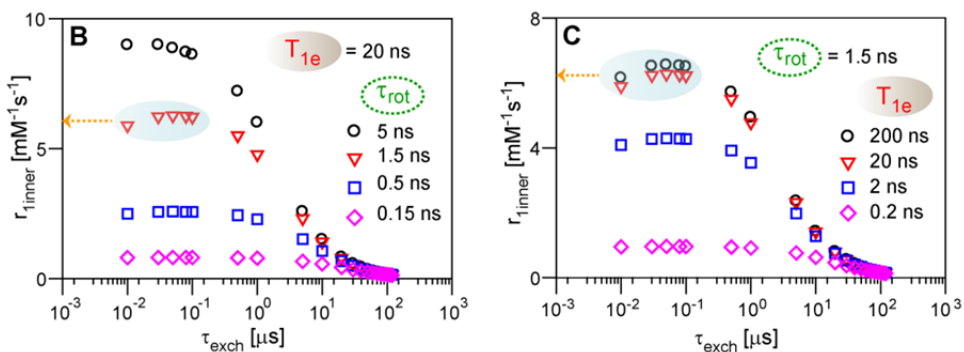 B
T1e = 20 ns
τrot
5 ns
1.5 ns
0.5 ns
0.15 ns
r1inner [mM⁻¹s⁻¹]
10
5
0
10⁻³ 10⁻² 10⁻¹ 10⁰ 10¹ 10² 10³
τexch [μs]
C
τrot = 1.5 ns
T1e
200 ns
20 ns
2 ns
0.2 ns
r1inner [mM⁻¹s⁻¹]
8
4
0
10⁻³ 10⁻² 10⁻¹ 10⁰ 10¹ 10² 10³
τexch [μs]